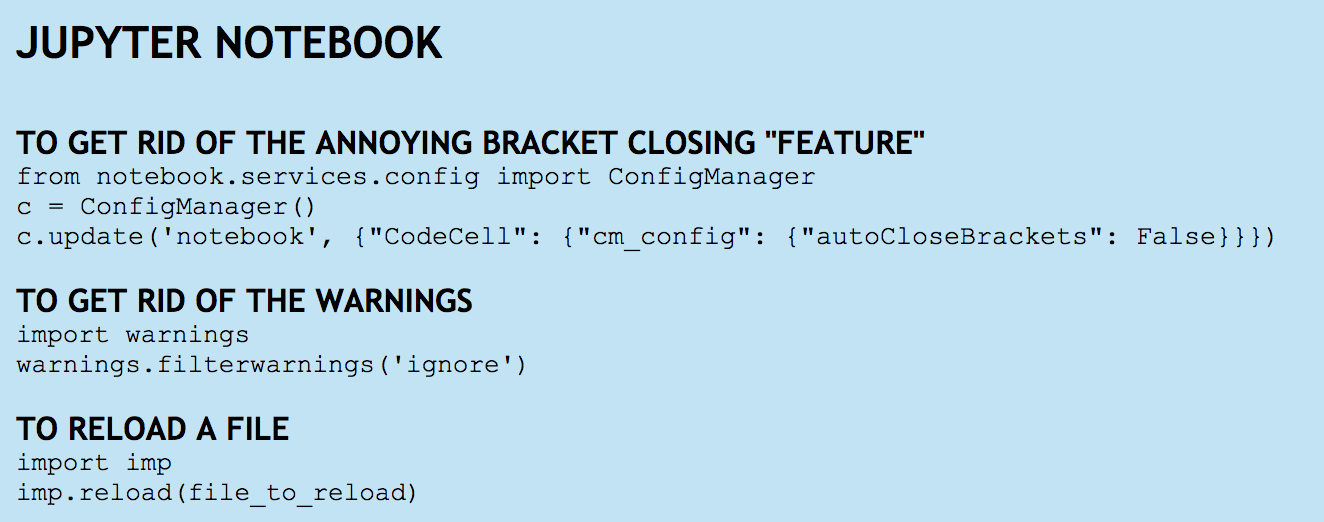 JUPYTER NOTEBOOK
TO GET RID OF THE ANNOYING BRACKET CLOSING "FEATURE"
from notebook.services.config import ConfigManager
c = ConfigManager()
c.update('notebook', {"CodeCell": {"cm_config": {"autoCloseBrackets": False}}})
TO GET RID OF THE WARNINGS
import warnings
warnings.filterwarnings('ignore')
TO RELOAD A FILE
import imp
imp.reload(file_to_reload)